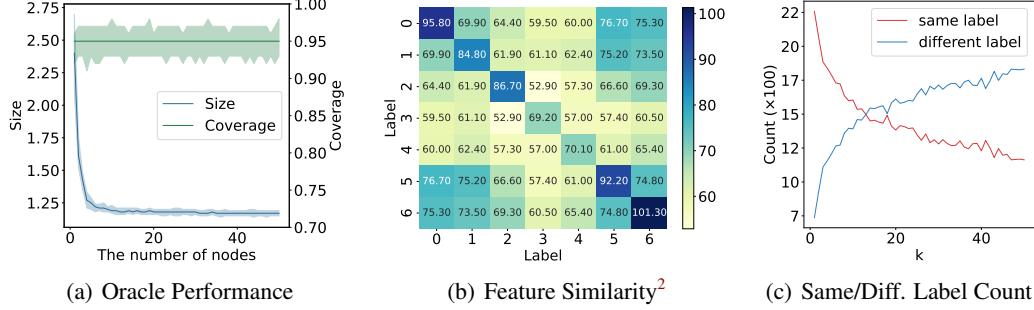 2.75
2.50
2.25
2.00
1.75
1.50
1.25
Size
Size
Coverage
1.00
0.95
0.90
0.85
0.80
0.75
0.70
Coverage
0 20 40
The number of nodes
(a) Oracle Performance
Label
0 95.80 69.90 64.40 59.50 60.00 76.70 75.30
1 69.90 84.80 61.90 61.10 62.40 75.20 73.50
2 64.40 61.90 86.70 52.90 57.30 66.60 69.30
3 59.50 61.10 52.90 69.20 57.00 57.40 60.50
4 60.00 62.40 57.30 57.00 70.10 61.00 65.40
5 76.70 75.20 66.60 57.40 61.00 92.20 74.80
6 75.30 73.50 69.30 60.50 65.40 74.80 101.30
0 1 2 3 4 5 6
Label
100
90
80
70
60
(b) Feature Similarity2
Count (×100)
22
20
17
15
12
10
7
same label
different label
0 20 40
k
(c) Same/Diff. Label Count